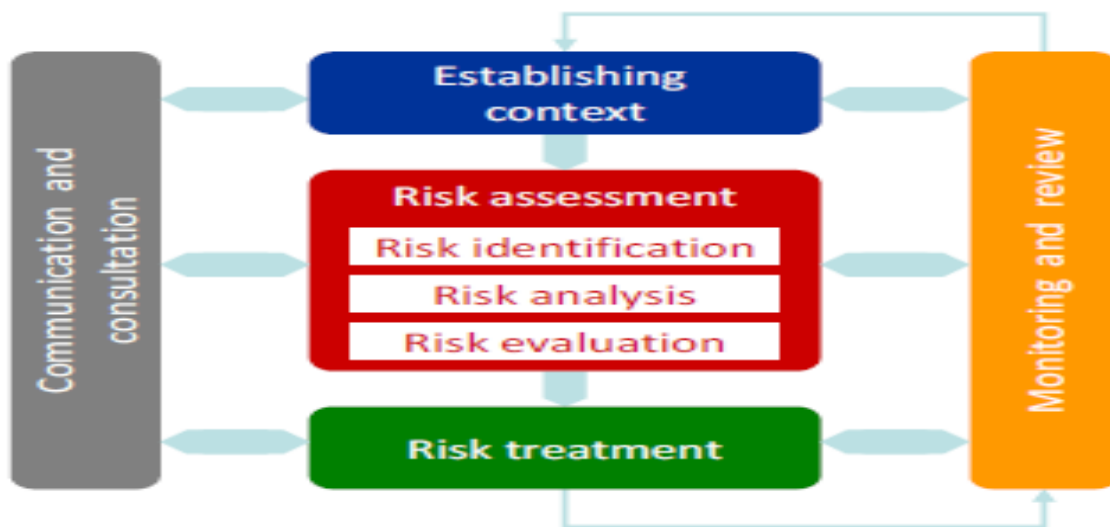 Communication and
consultation
Establishing
context
Risk assessment
Risk identification
Risk analysis
Risk evaluation
Risk treatment
Monitoring and review